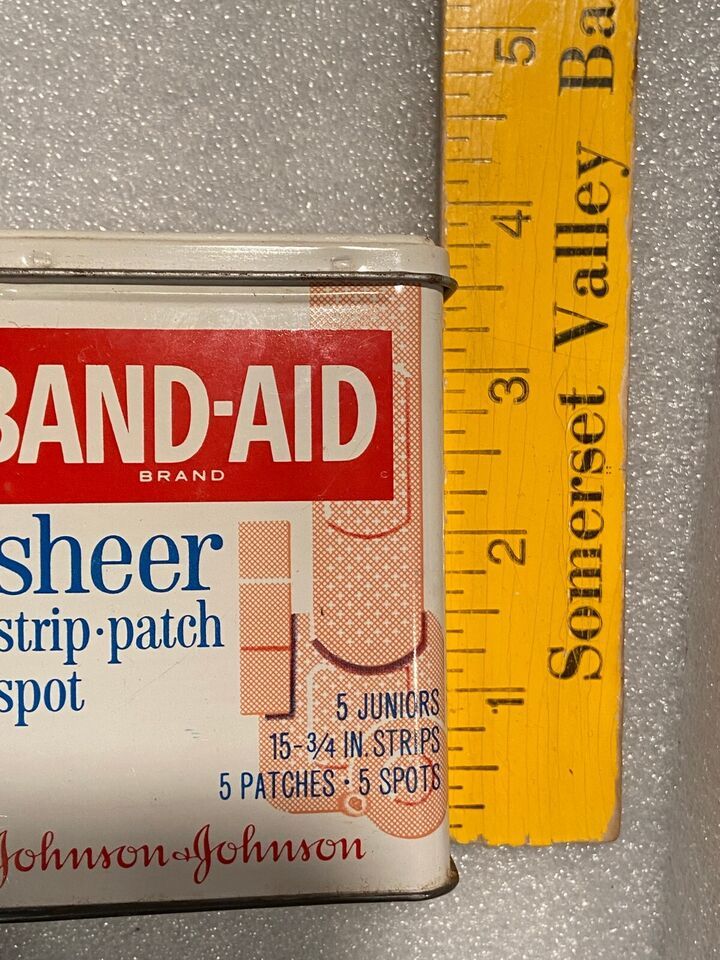 BAND-AID
BRAND
sheer
strip·patch
spot
5 JUNIORS
15-3/4 IN. STRIPS
5 PATCHES · 5 SPOTS
Johnson & Johnson
5
4
3
2
1
Somerset Valley Ba